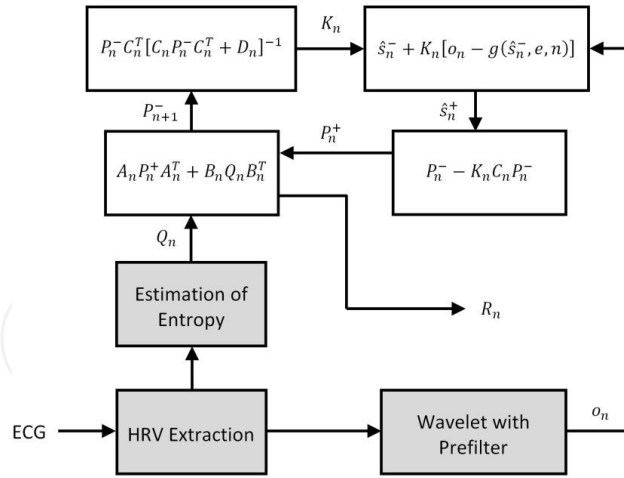 K_n
P_n^- C_n^T [C_n P_n^- C_n^T + D_n]^{-1}
ŝ_n^- + K_n[o_n − g(ŝ_n^-, e, n)]
P_{n+1}^-
ŝ_n^+
P_n^+
A_n P_n^+ A_n^T + B_n Q_n B_n^T
P_n^- − K_n C_n P_n^-
Q_n
Estimation of
Entropy
R_n
ECG
HRV Extraction
Wavelet with
Prefilter
o_n